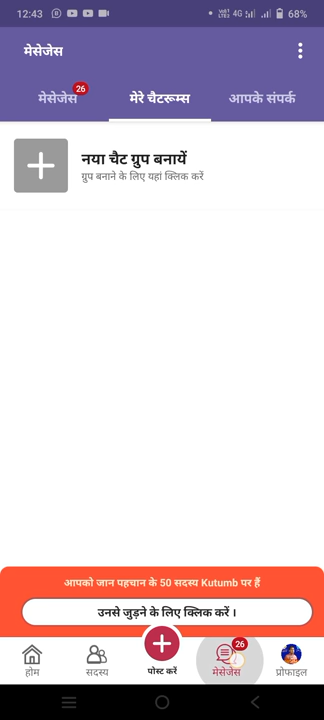 12:43 4G 68%
मेसेजेस
मेसेजेस 26 मेरे चैटरूम्स आपके संपर्क
नया चैट ग्रुप बनायें
ग्रुप बनाने के लिए यहां क्लिक करें
आपको जान पहचान के 50 सदस्य Kutumb पर हैं
उनसे जुड़ने के लिए क्लिक करें ।
26
होम सदस्य पोस्ट करें मेसेजेस प्रोफाइल